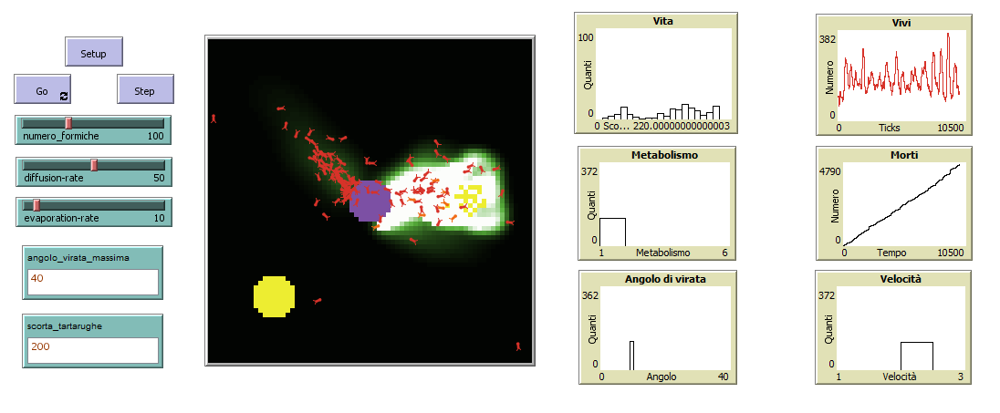 Setup
Go
Step
numero_formiche 100
diffusion-rate 50
evaporation-rate 10
angolo_virata_massima
40
scorta_tartarughe
200
Vita
100
Quanti
0
0 Sco... 220.00000000000003
Vivi
382
Numero
0
0 Ticks 10500
Metabolismo
372
Quanti
0
1 Metabolismo 6
Morti
4790
Numero
0
0 Tempo 10500
Angolo di virata
362
Quanti
0
0 Angolo 40
Velocità
372
Quanti
0
1 Velocità 3